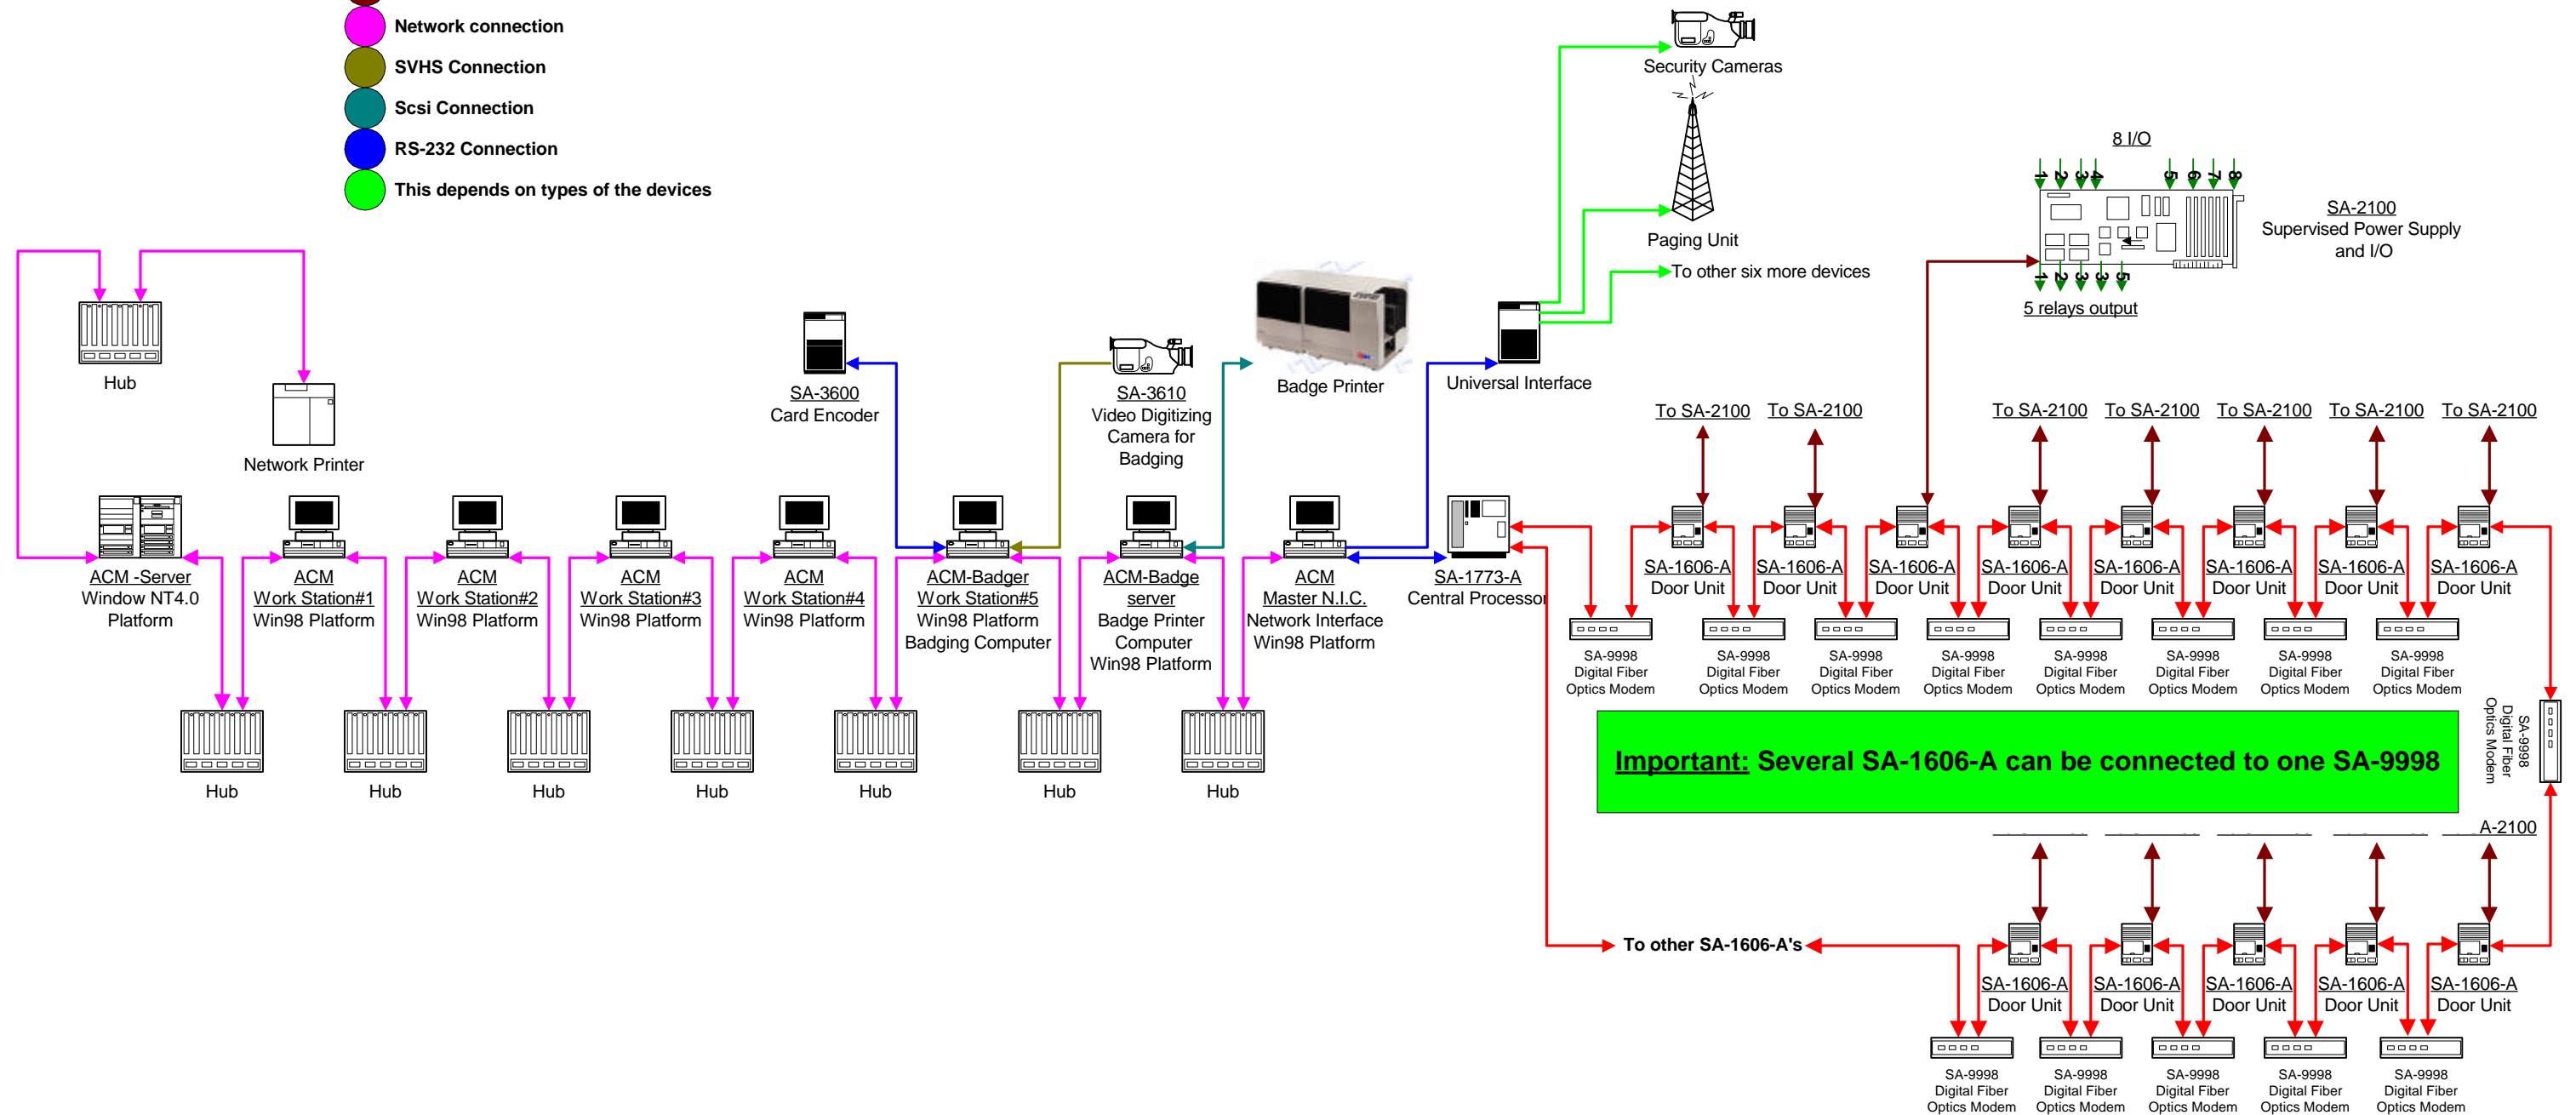 Network connection
SVHS Connection
Scsi Connection
RS-232 Connection
This depends on types of the devices
Security Cameras
Paging Unit
To other six more devices
8 I/O
1 2 3 4 5 6 7 8
SA-2100
Supervised Power Supply
and I/O
1 2 3 3 5
5 relays output
Hub
Network Printer
SA-3600
Card Encoder
SA-3610
Video Digitizing
Camera for
Badging
Badge Printer
Universal Interface
To SA-2100
To SA-2100
To SA-2100
To SA-2100
To SA-2100
To SA-2100
To SA-2100
ACM -Server
Window NT4.0
Platform
ACM
Work Station#1
Win98 Platform
ACM
Work Station#2
Win98 Platform
ACM
Work Station#3
Win98 Platform
ACM
Work Station#4
Win98 Platform
ACM-Badger
Work Station#5
Win98 Platform
Badging Computer
ACM-Badge
server
Badge Printer
Computer
Win98 Platform
ACM
Master N.I.C.
Network Interface
Win98 Platform
SA-1773-A
Central Processor
SA-1606-A
Door Unit
SA-1606-A
Door Unit
SA-1606-A
Door Unit
SA-1606-A
Door Unit
SA-1606-A
Door Unit
SA-1606-A
Door Unit
SA-1606-A
Door Unit
SA-1606-A
Door Unit
SA-9998
Digital Fiber
Optics Modem
SA-9998
Digital Fiber
Optics Modem
SA-9998
Digital Fiber
Optics Modem
SA-9998
Digital Fiber
Optics Modem
SA-9998
Digital Fiber
Optics Modem
SA-9998
Digital Fiber
Optics Modem
SA-9998
Digital Fiber
Optics Modem
SA-9998
Digital Fiber
Optics Modem
SA-9998
Digital Fiber
Optics Modem
Hub
Hub
Hub
Hub
Hub
Hub
Hub
Important: Several SA-1606-A can be connected to one SA-9998
A-2100
To other SA-1606-A's
SA-1606-A
Door Unit
SA-1606-A
Door Unit
SA-1606-A
Door Unit
SA-1606-A
Door Unit
SA-1606-A
Door Unit
SA-9998
Digital Fiber
Optics Modem
SA-9998
Digital Fiber
Optics Modem
SA-9998
Digital Fiber
Optics Modem
SA-9998
Digital Fiber
Optics Modem
SA-9998
Digital Fiber
Optics Modem